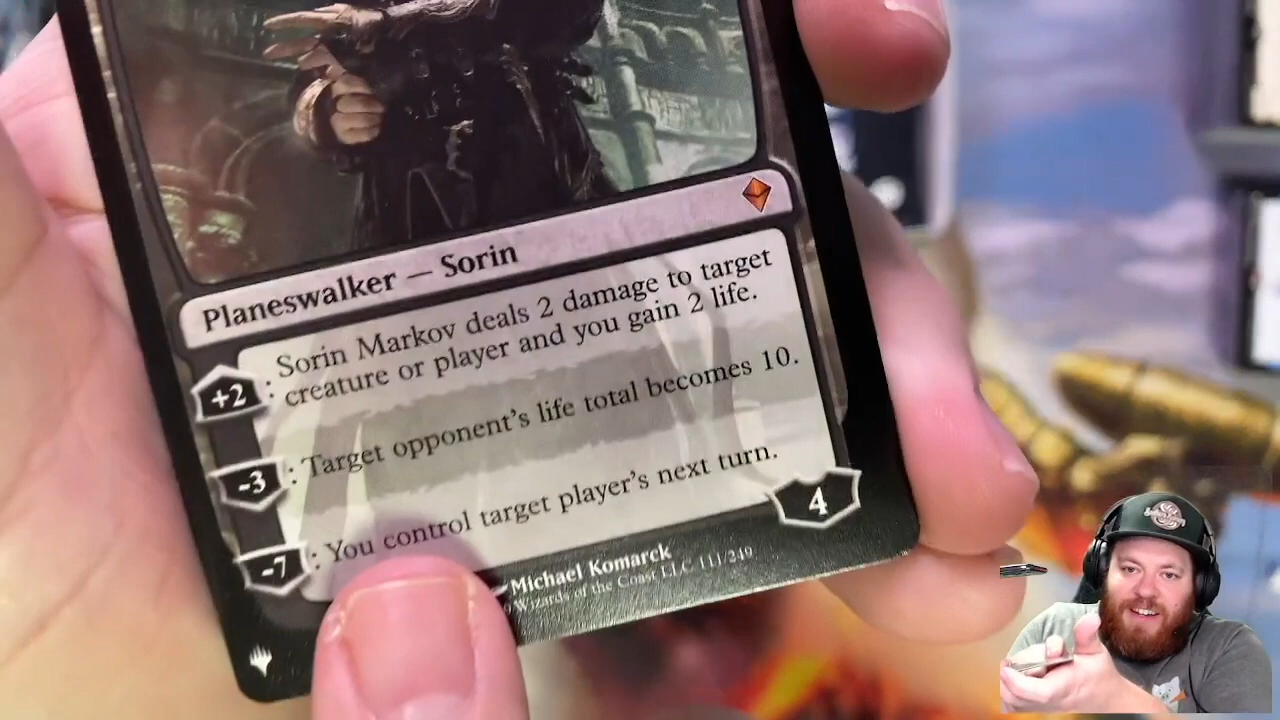 Planeswalker — Sorin
+2: Sorin Markov deals 2 damage to target
creature or player and you gain 2 life.
-3: Target opponent's life total becomes 10.
-7: You control target player's next turn.
4
Michael Komarck
Wizards of the Coast LLC 111/249